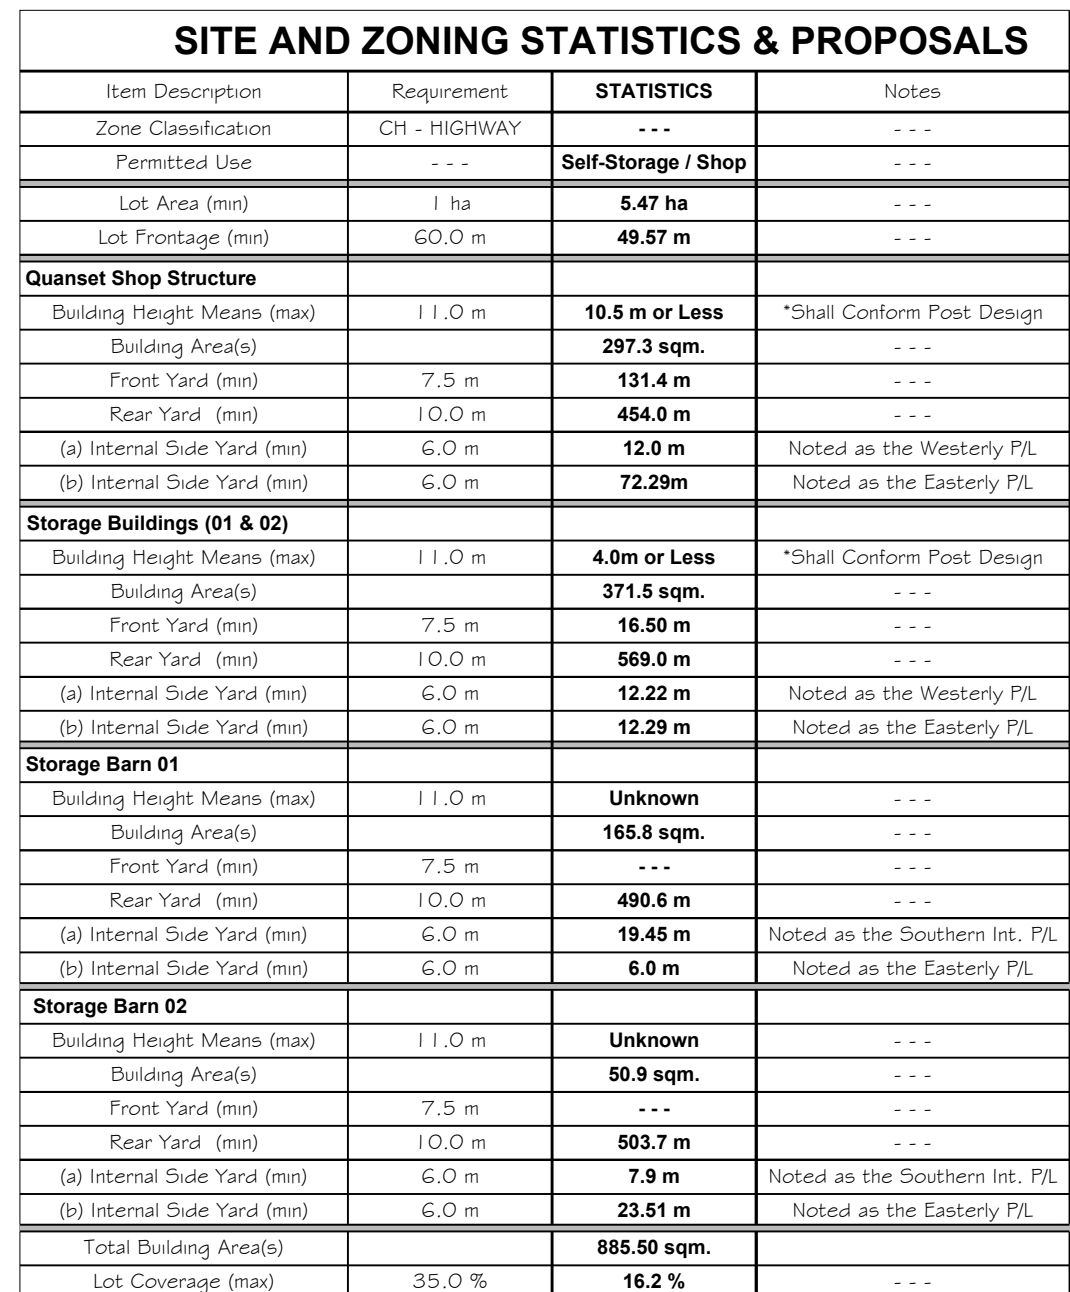 SITE AND ZONING STATISTICS & PROPOSALS
Item Description Requirement STATISTICS Notes
Zone Classification CH - HIGHWAY - - - - - -
Permitted Use - - - Self-Storage / Shop - - -
Lot Area (min) 1 ha 5.47 ha - - -
Lot Frontage (min) 60.0 m 49.57 m - - -
Quanset Shop Structure
Building Height Means (max) 11.0 m 10.5 m or Less *Shall Conform Post Design
Building Area(s) 297.3 sqm. - - -
Front Yard (min) 7.5 m 131.4 m - - -
Rear Yard (min) 10.0 m 454.0 m - - -
(a) Internal Side Yard (min) 6.0 m 12.0 m Noted as the Westerly P/L
(b) Internal Side Yard (min) 6.0 m 72.29m Noted as the Easterly P/L
Storage Buildings (01 & 02)
Building Height Means (max) 11.0 m 4.0m or Less *Shall Conform Post Design
Building Area(s) 371.5 sqm. - - -
Front Yard (min) 7.5 m 16.50 m - - -
Rear Yard (min) 10.0 m 569.0 m - - -
(a) Internal Side Yard (min) 6.0 m 12.22 m Noted as the Westerly P/L
(b) Internal Side Yard (min) 6.0 m 12.29 m Noted as the Easterly P/L
Storage Barn 01
Building Height Means (max) 11.0 m Unknown - - -
Building Area(s) 165.8 sqm. - - -
Front Yard (min) 7.5 m - - - - - -
Rear Yard (min) 10.0 m 490.6 m - - -
(a) Internal Side Yard (min) 6.0 m 19.45 m Noted as the Southern Int. P/L
(b) Internal Side Yard (min) 6.0 m 6.0 m Noted as the Easterly P/L
Storage Barn 02
Building Height Means (max) 11.0 m Unknown - - -
Building Area(s) 50.9 sqm. - - -
Front Yard (min) 7.5 m - - - - - -
Rear Yard (min) 10.0 m 503.7 m - - -
(a) Internal Side Yard (min) 6.0 m 7.9 m Noted as the Southern Int. P/L
(b) Internal Side Yard (min) 6.0 m 23.51 m Noted as the Easterly P/L
Total Building Area(s) 885.50 sqm.
Lot Coverage (max) 35.0 % 16.2 % - - -